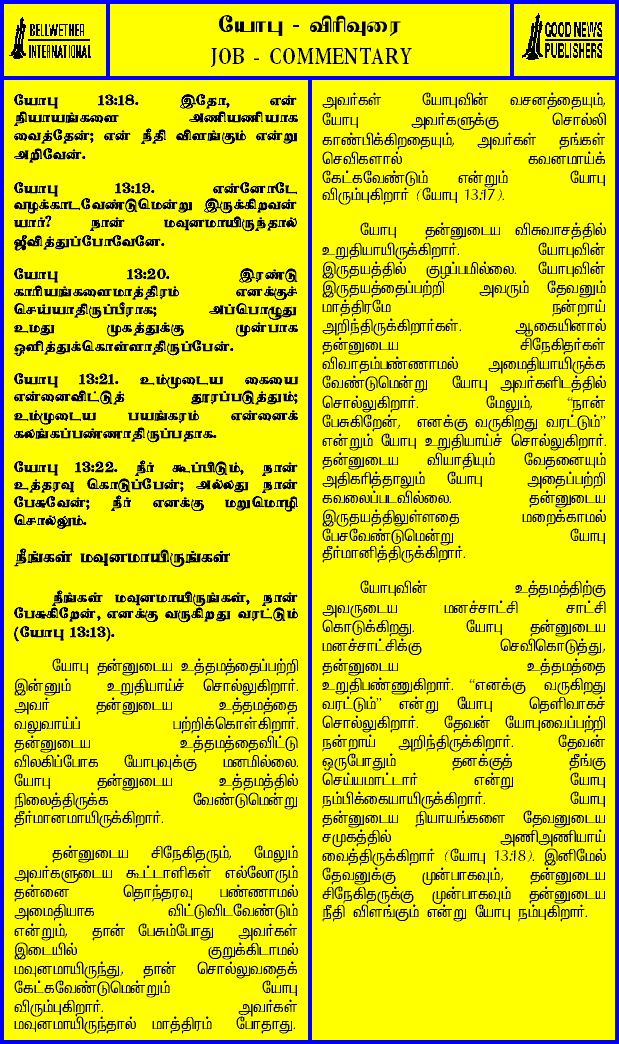 BELLWETHER
INTERNATIONAL
யோபு - விரிவுரை
JOB - COMMENTARY
GOOD NEWS
PUBLISHERS
யோபு 13:18. இதோ, என்
நியாயங்களை அணியணியாக
வைத்தேன்; என் நீதி விளங்கும் என்று
அறிவேன்.
யோபு 13:19. என்னோடே
வழக்காடவேண்டுமென்று இருக்கிறவன்
யார்? நான் மவுனமாயிருந்தால்
ஜீவித்துப்போவேனே.
யோபு 13:20. இரண்டு
காரியங்களைமாத்திரம் எனக்குச்
செய்யாதிருப்பீராக; அப்பொழுது
உமது முகத்துக்கு முன்பாக
ஒளித்துக்கொள்ளாதிருப்பேன்.
யோபு 13:21. உம்முடைய கையை
என்னைவிட்டுத் தூரப்படுத்தும்;
உம்முடைய பயங்கரம் என்னைக்
கலங்கப்பண்ணாதிருப்பதாக.
யோபு 13:22. நீர் கூப்பிடும், நான்
உத்தரவு கொடுப்பேன்; அல்லது நான்
பேசுவேன்; நீர் எனக்கு மறுமொழி
சொல்லும்.
நீங்கள் மவுனமாயிருங்கள்
நீங்கள் மவுனமாயிருங்கள், நான்
பேசுகிறேன், எனக்கு வருகிறது வரட்டும்
(யோபு 13:13).
யோபு தன்னுடைய உத்தமத்தைப்பற்றி
இன்னும் உறுதியாய்ச் சொல்லுகிறார்.
அவர் தன்னுடைய உத்தமத்தை
வலுவாய்ப் பற்றிக்கொள்கிறார்.
தன்னுடைய உத்தமத்தைவிட்டு
விலகிப்போக யோபுவுக்கு மனமில்லை.
யோபு தன்னுடைய உத்தமத்தில்
நிலைத்திருக்க வேண்டுமென்று
தீர்மானமாயிருக்கிறார்.
தன்னுடைய சிநேகிதரும், மேலும்
அவர்களுடைய கூட்டாளிகள் எல்லோரும்
தன்னை தொந்தரவு பண்ணாமல்
அமைதியாக விட்டுவிடவேண்டும்
என்றும், தான் பேசும்போது அவர்கள்
இடையில் குறுக்கிடாமல்
மவுனமாயிருந்து, தான் சொல்லுவதைக்
கேட்கவேண்டுமென்றும் யோபு
விரும்புகிறார். அவர்கள்
மவுனமாயிருந்தால் மாத்திரம் போதாது.
அவர்கள் யோபுவின் வசனத்தையும்,
யோபு அவர்களுக்கு சொல்லி
காண்பிக்கிறதையும், அவர்கள் தங்கள்
செவிகளால் கவனமாய்க்
கேட்கவேண்டும் என்றும் யோபு
விரும்புகிறார் (யோபு 13:17).
யோபு தன்னுடைய விசுவாசத்தில்
உறுதியாயிருக்கிறார். யோபுவின்
இருதயத்தில் குழப்பமில்லை. யோபுவின்
இருதயத்தைப்பற்றி அவரும் தேவனும்
மாத்திரமே நன்றாய்
அறிந்திருக்கிறார்கள். ஆகையினால்
தன்னுடைய சிநேகிதர்கள்
விவாதம்பண்ணாமல் அமைதியாயிருக்க
வேண்டுமென்று யோபு அவர்களிடத்தில்
சொல்லுகிறார். மேலும், “நான்
பேசுகிறேன், எனக்கு வருகிறது வரட்டும்”
என்றும் யோபு உறுதியாய்ச் சொல்லுகிறார்.
தன்னுடைய வியாதியும் வேதனையும்
அதிகரித்தாலும் யோபு அதைப்பற்றி
கவலைப்படவில்லை. தன்னுடைய
இருதயத்திலுள்ளதை மறைக்காமல்
பேசவேண்டுமென்று யோபு
தீர்மானித்திருக்கிறார்.
யோபுவின் உத்தமத்திற்கு
அவருடைய மனச்சாட்சி சாட்சி
கொடுக்கிறது. யோபு தன்னுடைய
மனச்சாட்சிக்கு செவிகொடுத்து,
தன்னுடைய உத்தமத்தை
உறுதிபண்ணுகிறார். “எனக்கு வருகிறது
வரட்டும்” என்று யோபு தெளிவாகச்
சொல்லுகிறார். தேவன் யோபுவைப்பற்றி
நன்றாய் அறிந்திருக்கிறார். தேவன்
ஒருபோதும் தனக்குத் தீங்கு
செய்யமாட்டார் என்று யோபு
நம்பிக்கையாயிருக்கிறார். யோபு
தன்னுடைய நியாயங்களை தேவனுடைய
சமுகத்தில் அணிஅணியாய்
வைத்திருக்கிறார் (யோபு 13:18). இனிமேல்
தேவனுக்கு முன்பாகவும், தன்னுடைய
சிநேகிதருக்கு முன்பாகவும் தன்னுடைய
நீதி விளங்கும் என்று யோபு நம்புகிறார்.